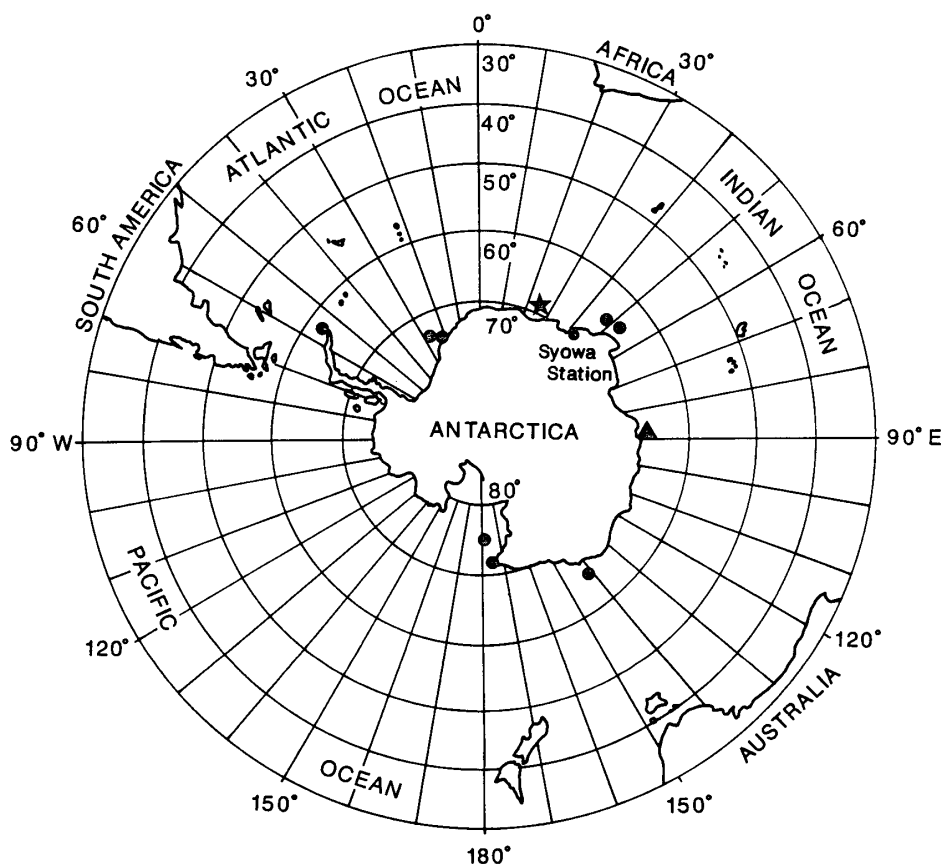 0°
30°
AFRICA
30°
30°
OCEAN
ATLANTIC
40°
SOUTH AMERICA
50°
INDIAN
60°
60°
60°
OCEAN
70°
Syowa
Station
90° W
ANTARCTICA
90° E
80°
PACIFIC
120°
120°
AUSTRALIA
OCEAN
150°
150°
180°